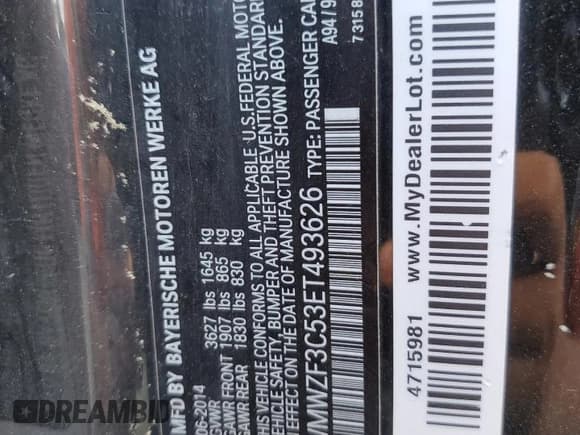 MFD BY BAYERISCHE MOTOREN WERKE AG
06-2014
GVWR 3627 lbs 1645 kg
GAWR FRONT 1907 lbs 865 kg
GAWR REAR 1830 lbs 830 kg
THIS VEHICLE CONFORMS TO ALL APPLICABLE U.S. FEDERAL MOTO
VEHICLE SAFETY, BUMPER AND THEFT PREVENTION STANDAR
EFFECT ON THE DATE OF MANUFACTURE SHOWN ABOVE.
WMWZF3C53ET493626 TYPE: PASSENGER CAR
A94/9
73158
4715981 www.MyDealerLot.com
DREAMBID